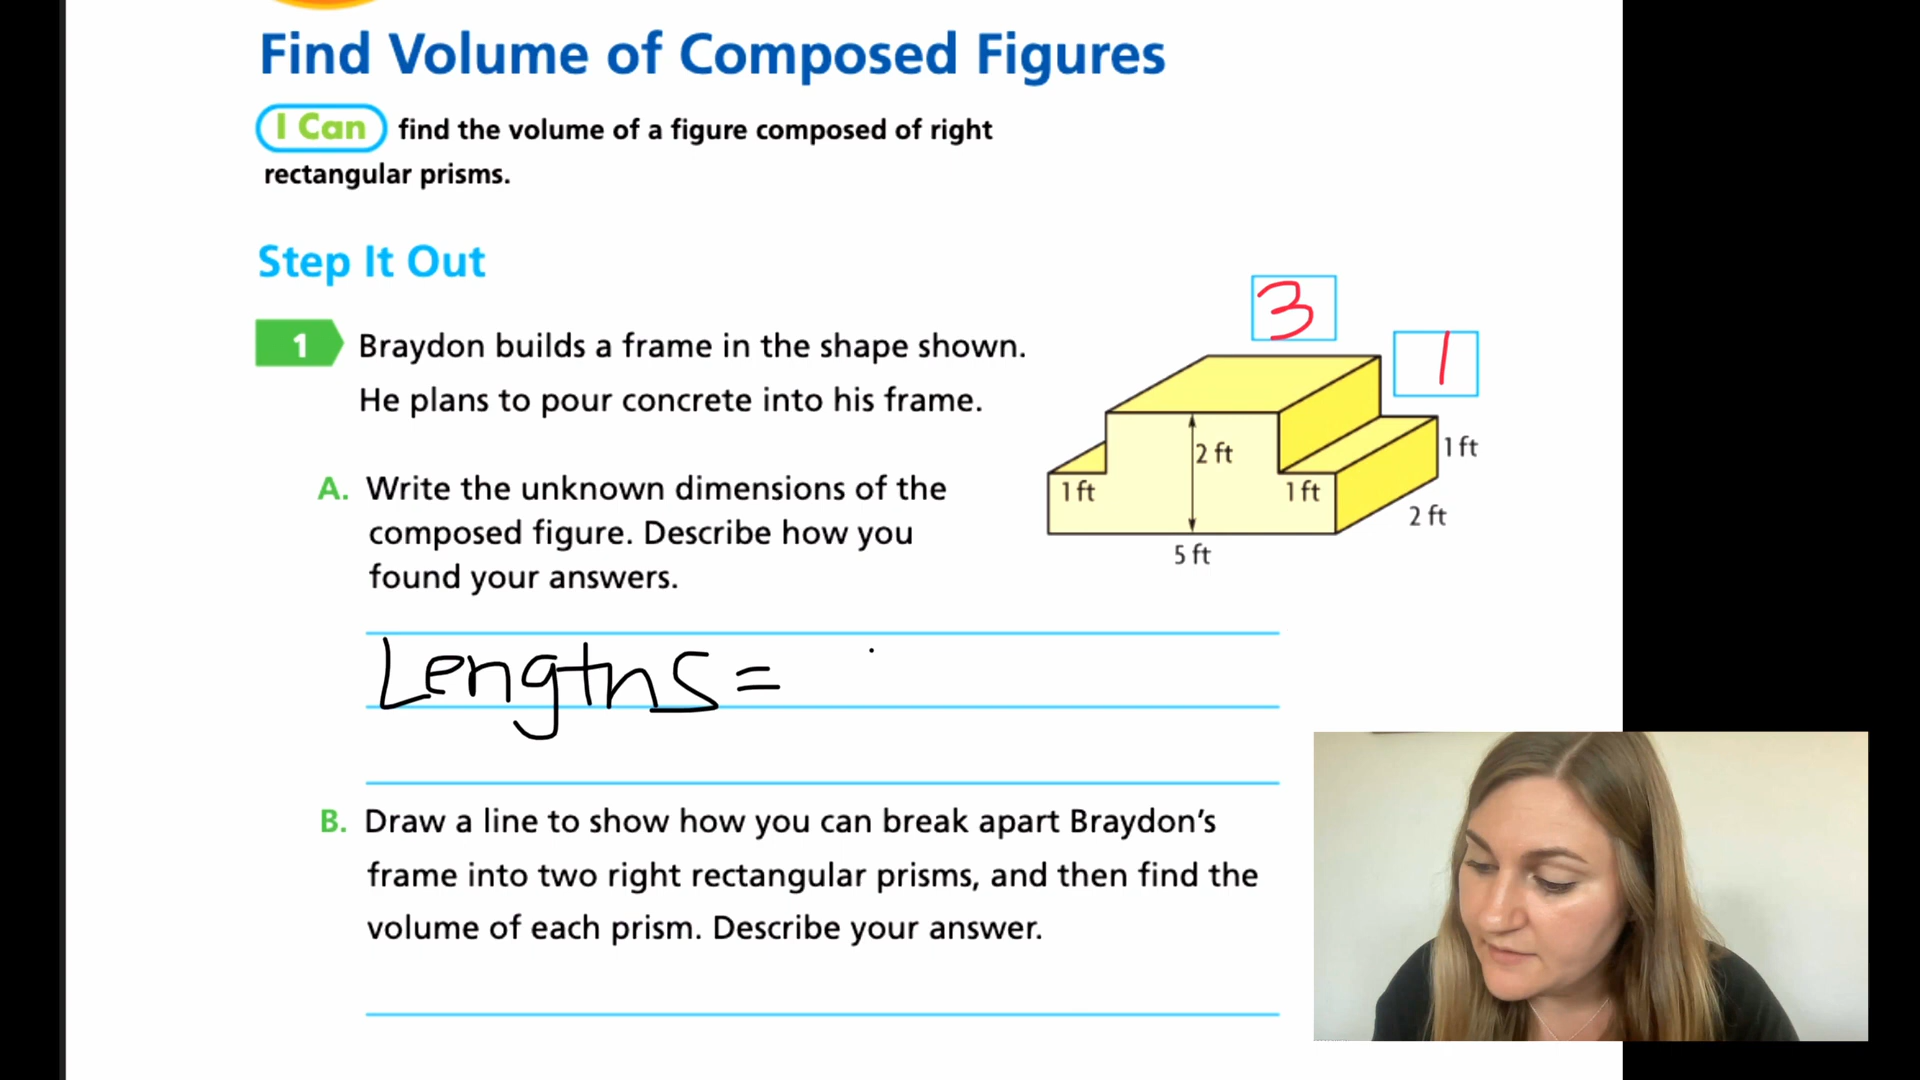 Find Volume of Composed Figures
I Can find the volume of a figure composed of right
rectangular prisms.
Step It Out
3
1 Braydon builds a frame in the shape shown.
1
He plans to pour concrete into his frame.
2 ft
1 ft
A. Write the unknown dimensions of the
1 ft
1 ft
composed figure. Describe how you
2 ft
5 ft
found your answers.
Lengths =
B. Draw a line to show how you can break apart Braydon's
frame into two right rectangular prisms, and then find the
volume of each prism. Describe your answer.